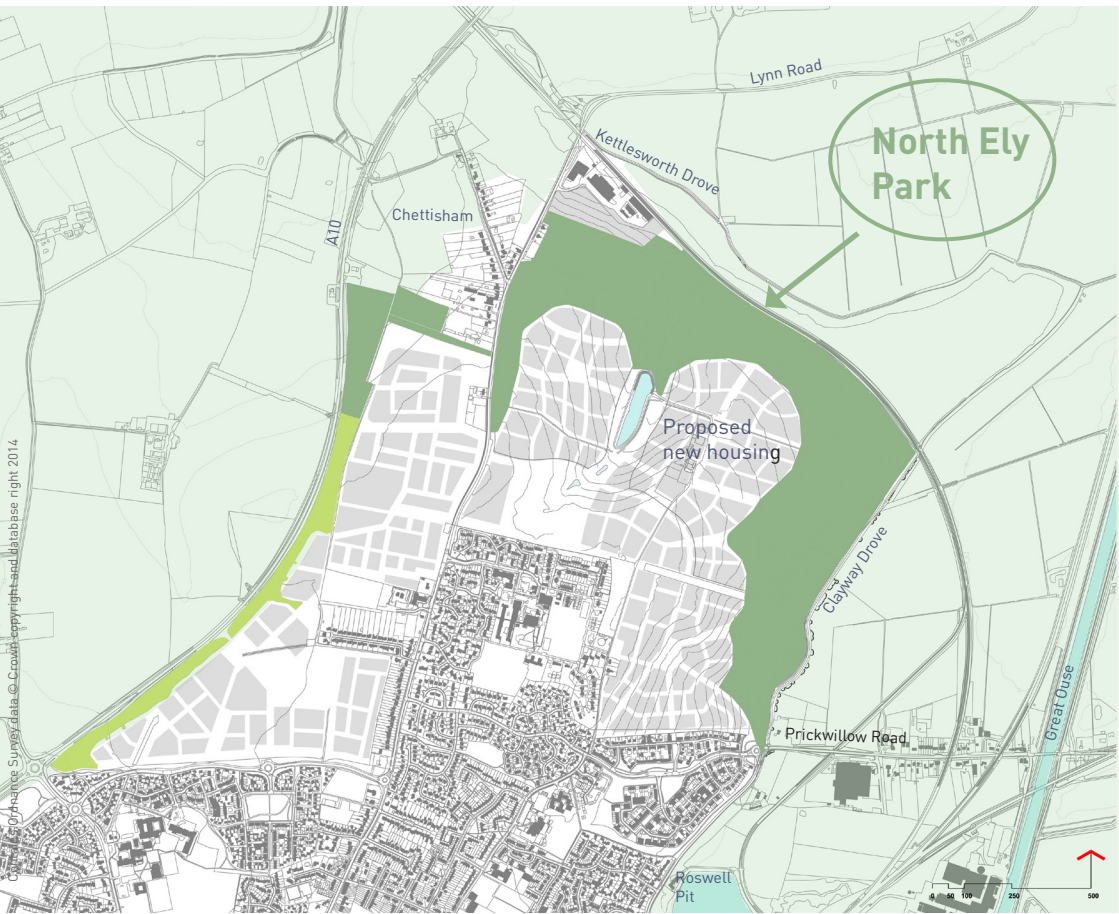 Lynn Road
North Ely
Park
Kettlesworth Drove
Chettisham
A10
Proposed
new housing
Clayway Drove
Great Ouse
Prickwillow Road
Roswell
Pit
0 50 100 250 500
Ordnance Survey data © Crown copyright and database right 2014